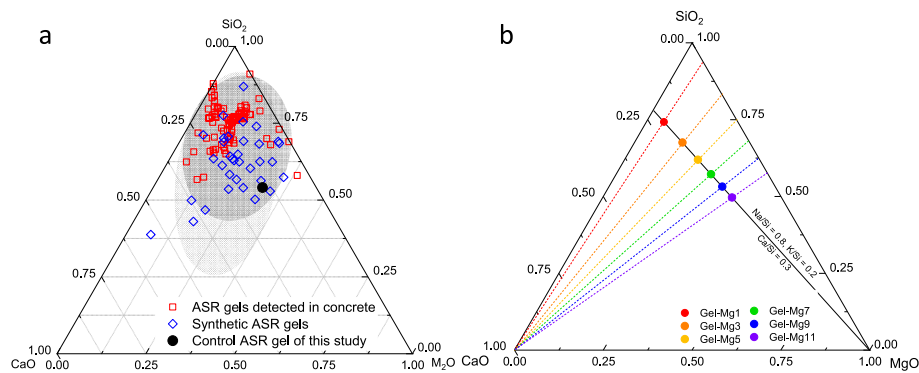 a
SiO2
0.00 1.00
0.25 0.75
0.50 0.50
0.75 0.25
ASR gels detected in concrete
Synthetic ASR gels
Control ASR gel of this study
1.00 0.00
CaO M2O
0.00 0.25 0.50 0.75 1.00
b
SiO2
0.00 1.00
0.25 0.75
0.50 0.50
Na/Si = 0.8, K/Si = 0.2
Ca/Si = 0.3
0.75 0.25
Gel-Mg1 Gel-Mg7
Gel-Mg3 Gel-Mg9
Gel-Mg5 Gel-Mg11
1.00 0.00
CaO MgO
0.00 0.25 0.50 0.75 1.00